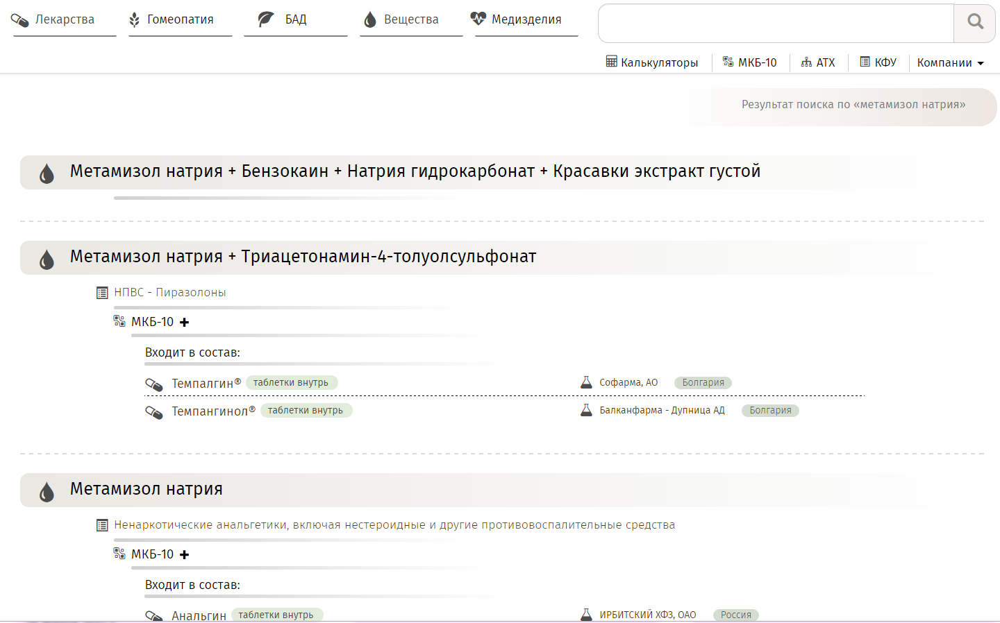 Лекарства Гомеопатия БАД Вещества Медизделия
Калькуляторы МКБ-10 АТХ КФУ Компании
Результат поиска по «метамизол натрия»
Метамизол натрия + Бензокаин + Натрия гидрокарбонат + Красавки экстракт густой
Метамизол натрия + Триацетонамин-4-толуолсульфонат
НПВС - Пиразолоны
МКБ-10
Входит в состав:
Темпалгин® таблетки внутрь Софарма, АО Болгария
Темпангинол® таблетки внутрь Балканфарма - Дупница АД Болгария
Метамизол натрия
Ненаркотические анальгетики, включая нестероидные и другие противовоспалительные средства
МКБ-10
Входит в состав:
Анальгин таблетки внутрь ИРБИТСКИЙ ХФЗ, ОАО Россия